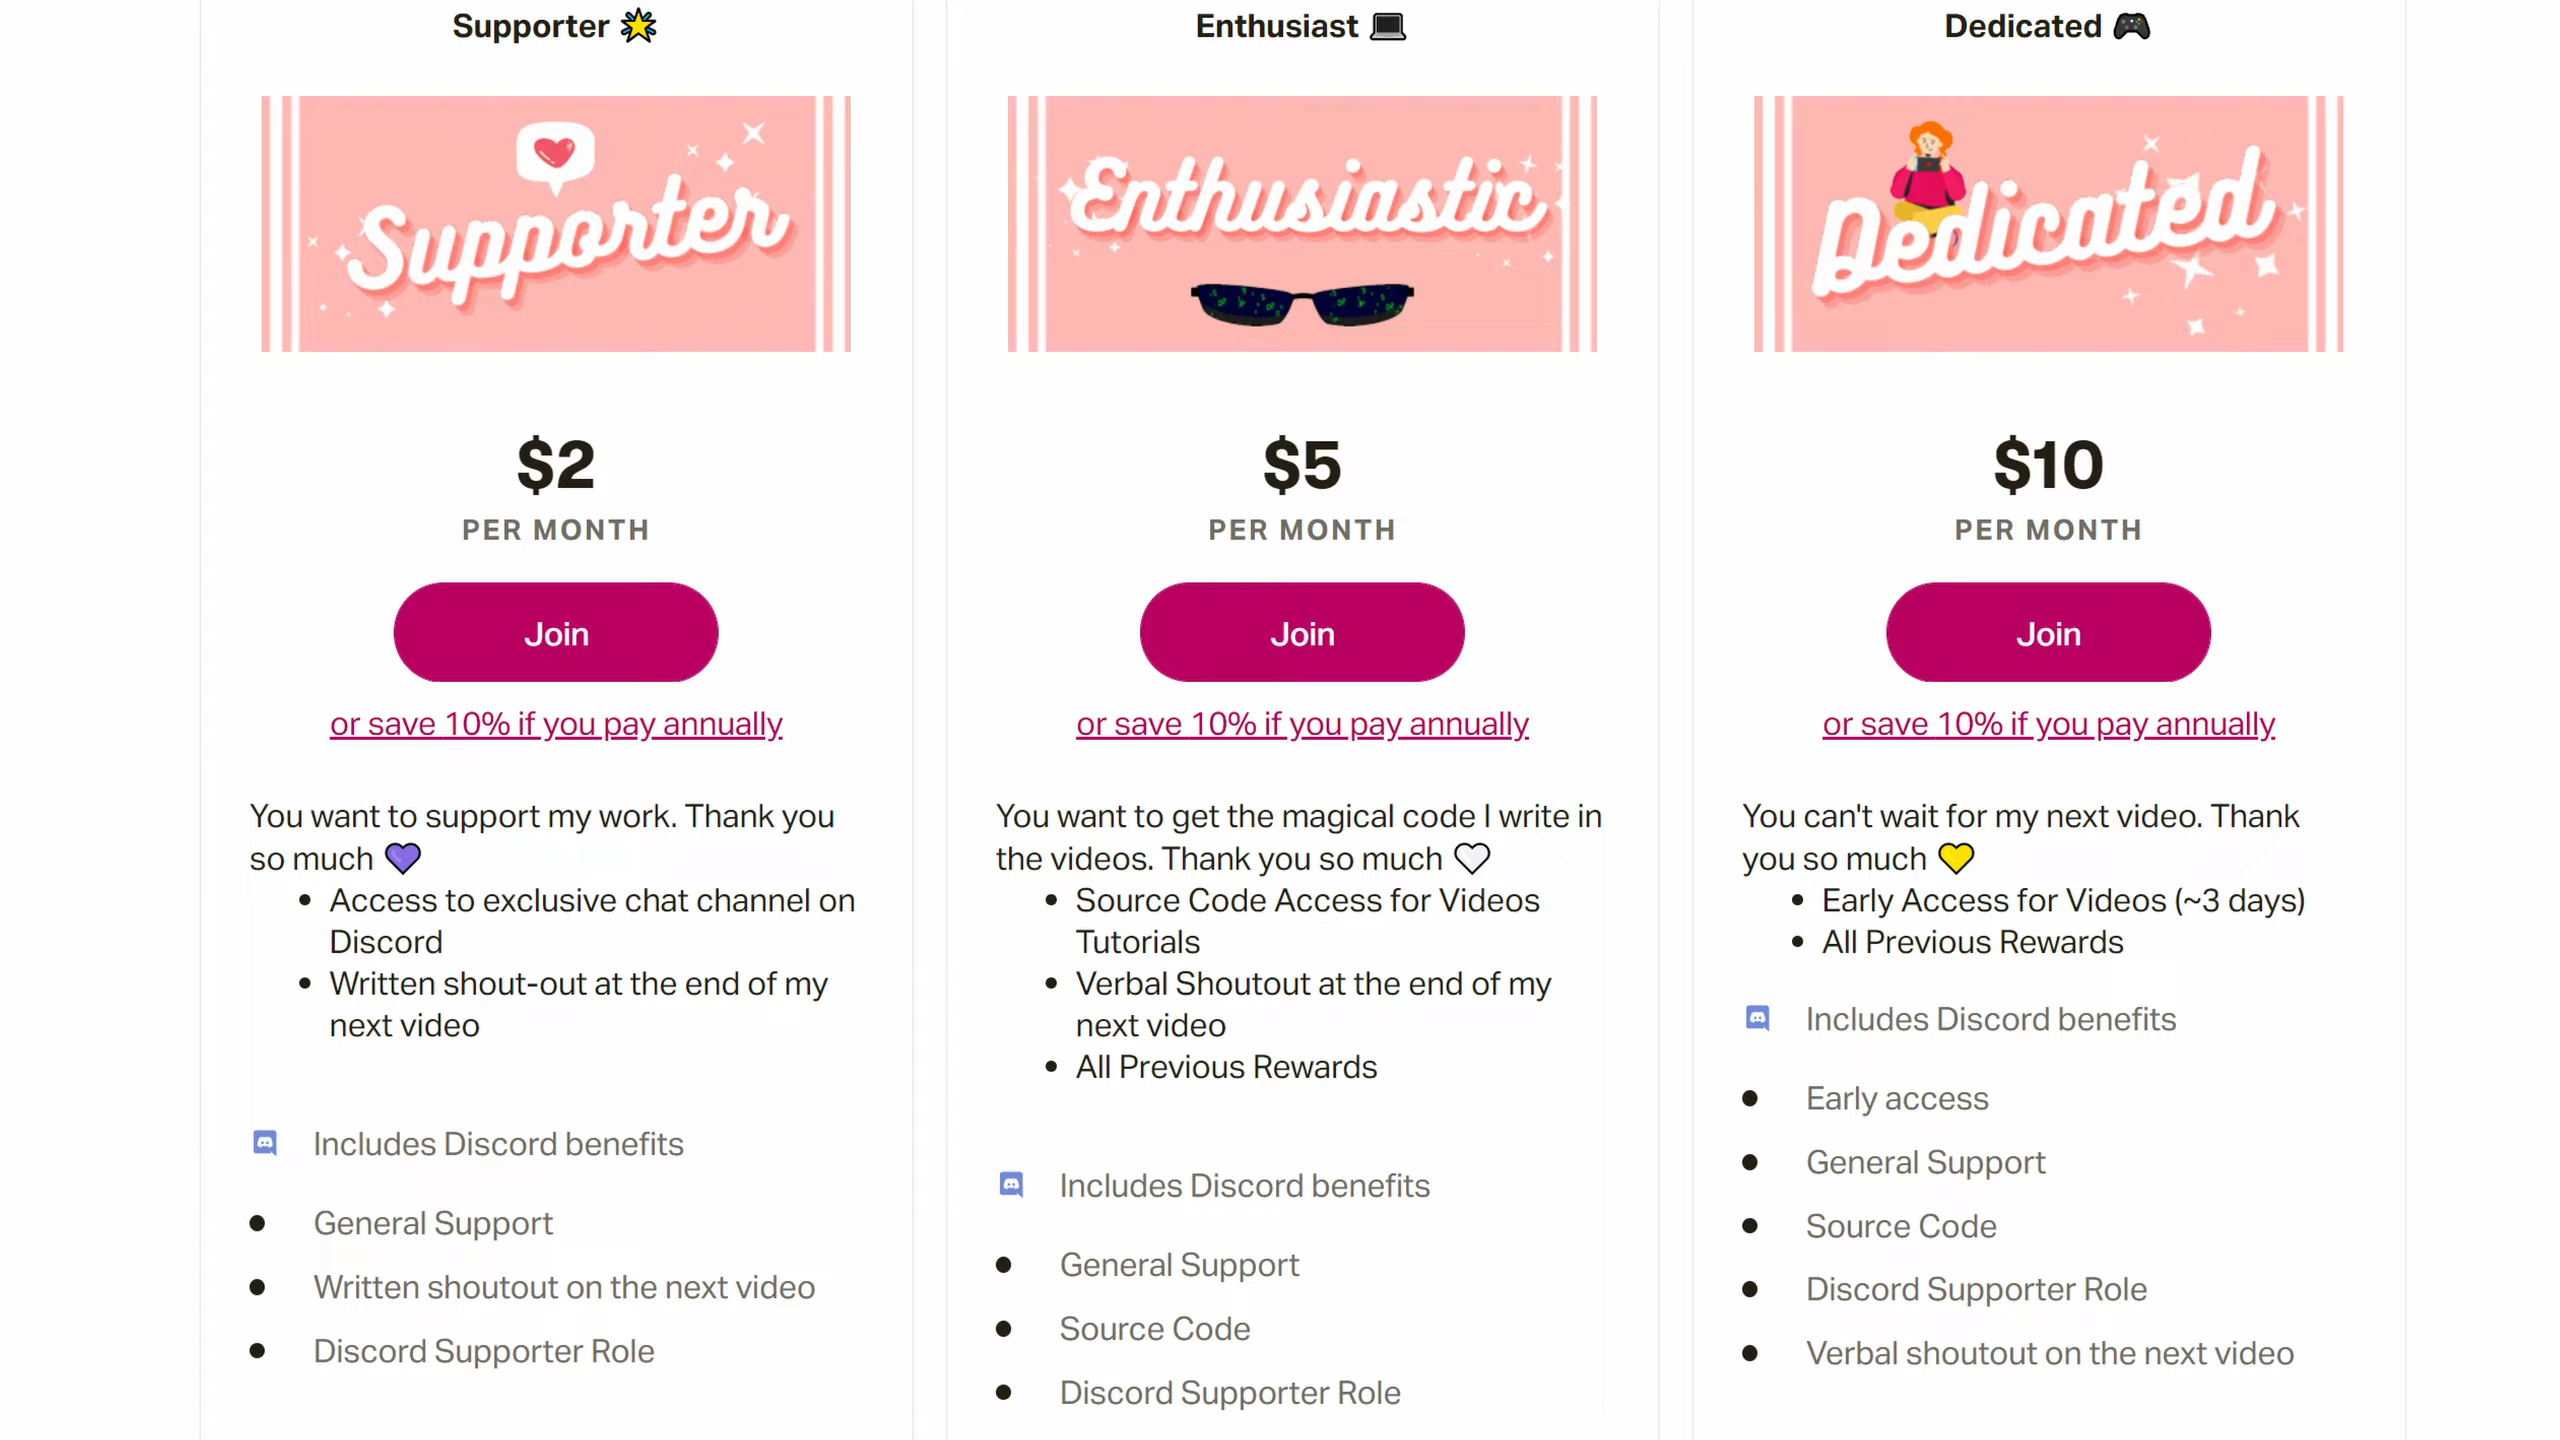 Supporter
Supporter
$2
PER MONTH
Join
or save 10% if you pay annually
You want to support my work. Thank you
so much 💜
• Access to exclusive chat channel on
Discord
• Written shout-out at the end of my
next video
Includes Discord benefits
• General Support
• Written shoutout on the next video
• Discord Supporter Role
Enthusiast
Enthusiastic
$5
PER MONTH
Join
or save 10% if you pay annually
You want to get the magical code I write in
the videos. Thank you so much 🤍
• Source Code Access for Videos
Tutorials
• Verbal Shoutout at the end of my
next video
• All Previous Rewards
Includes Discord benefits
• General Support
• Source Code
• Discord Supporter Role
Dedicated
Dedicated
$10
PER MONTH
Join
or save 10% if you pay annually
You can't wait for my next video. Thank
you so much 💛
• Early Access for Videos (~3 days)
• All Previous Rewards
Includes Discord benefits
• Early access
• General Support
• Source Code
• Discord Supporter Role
• Verbal shoutout on the next video